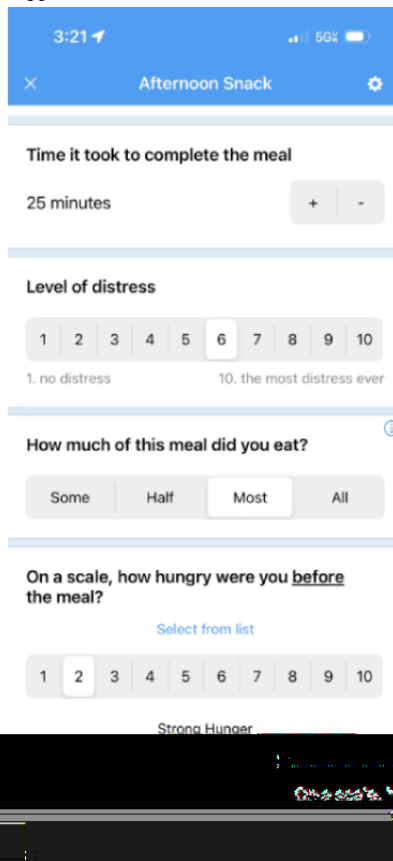 3:21
5G
Afternoon Snack
Time it took to complete the meal
25 minutes
+ -
Level of distress
1 2 3 4 5 6 7 8 9 10
1. no distress 10. the most distress ever
How much of this meal did you eat?
Some Half Most All
On a scale, how hungry were you before
the meal?
Select from list
1 2 3 4 5 6 7 8 9 10
Strong Hunger